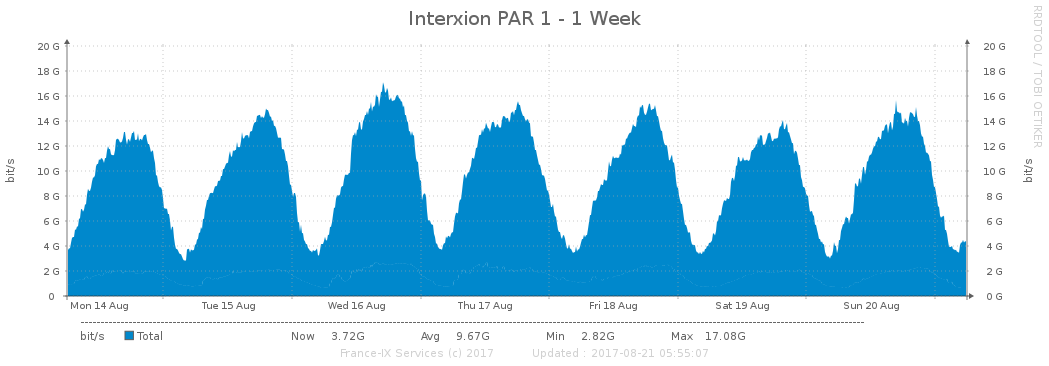 Interxion PAR 1 - 1 Week
RRDTOOL / TOBI OETIKER
20 G 20 G
18 G 18 G
16 G 16 G
14 G 14 G
12 G 12 G
10 G 10 G
8 G 8 G
6 G 6 G
4 G 4 G
2 G 2 G
0 0 G
bit/s bit/s
Mon 14 Aug Tue 15 Aug Wed 16 Aug Thu 17 Aug Fri 18 Aug Sat 19 Aug Sun 20 Aug
bit/s Total Now 3.72G Avg 9.67G Min 2.82G Max 17.08G
France-IX Services (c) 2017 Updated : 2017-08-21 05:55:07